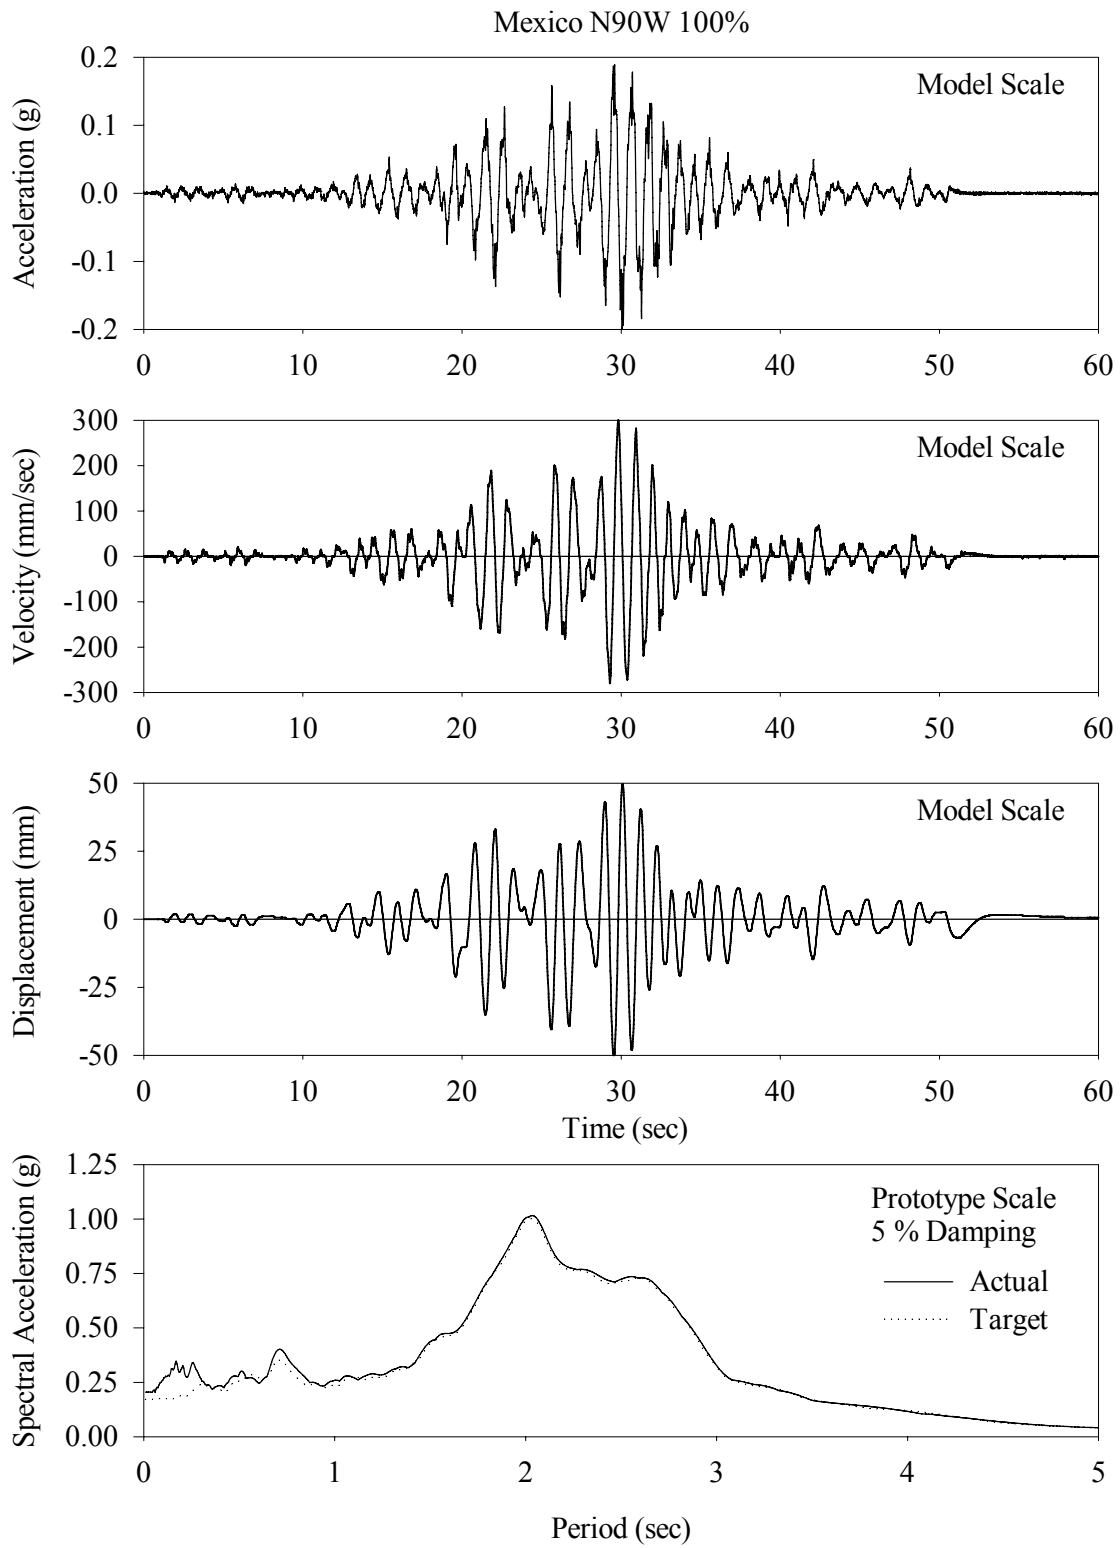 Mexico N90W 100%
Acceleration (g)
0.2
0.1
0.0
-0.1
-0.2
Model Scale
0 10 20 30 40 50 60
Velocity (mm/sec)
300
200
100
0
-100
-200
-300
Model Scale
0 10 20 30 40 50 60
Displacement (mm)
50
25
0
-25
-50
Model Scale
0 10 20 30 40 50 60
Time (sec)
Spectral Acceleration (g)
1.25
1.00
0.75
0.50
0.25
0.00
Prototype Scale
5 % Damping
Actual
Target
0 1 2 3 4 5
Period (sec)